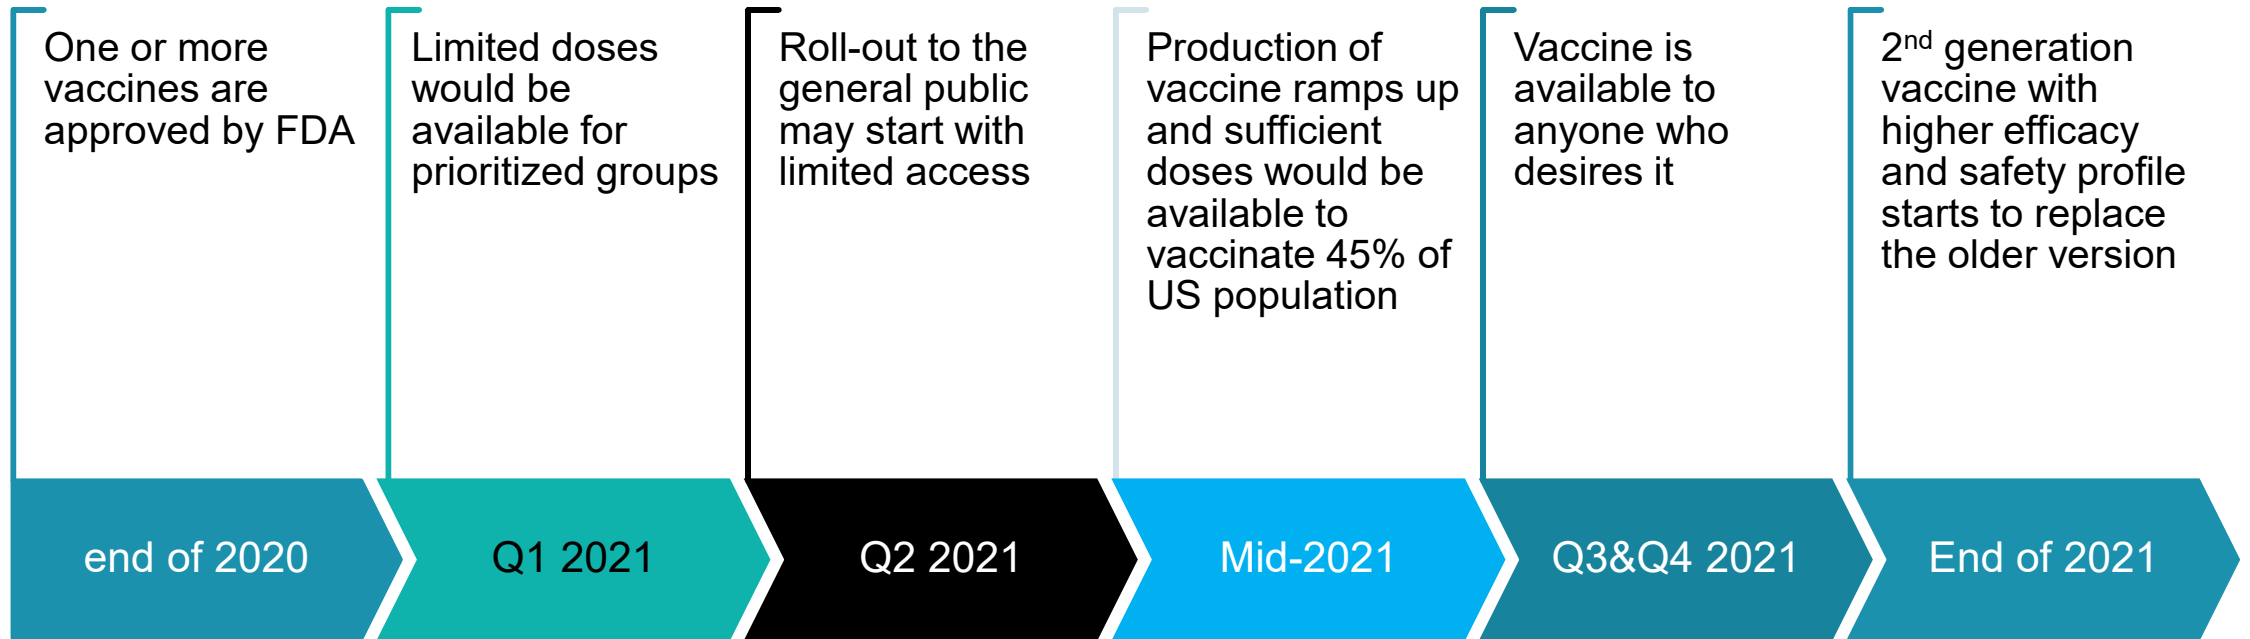 One or more
vaccines are
approved by FDA
Limited doses
would be
available for
prioritized groups
Roll-out to the
general public
may start with
limited access
Production of
vaccine ramps up
and sufficient
doses would be
available to
vaccinate 45% of
US population
Vaccine is
available to
anyone who
desires it
2nd generation
vaccine with
higher efficacy
and safety profile
starts to replace
the older version
end of 2020
Q1 2021
Q2 2021
Mid-2021
Q3&Q4 2021
End of 2021